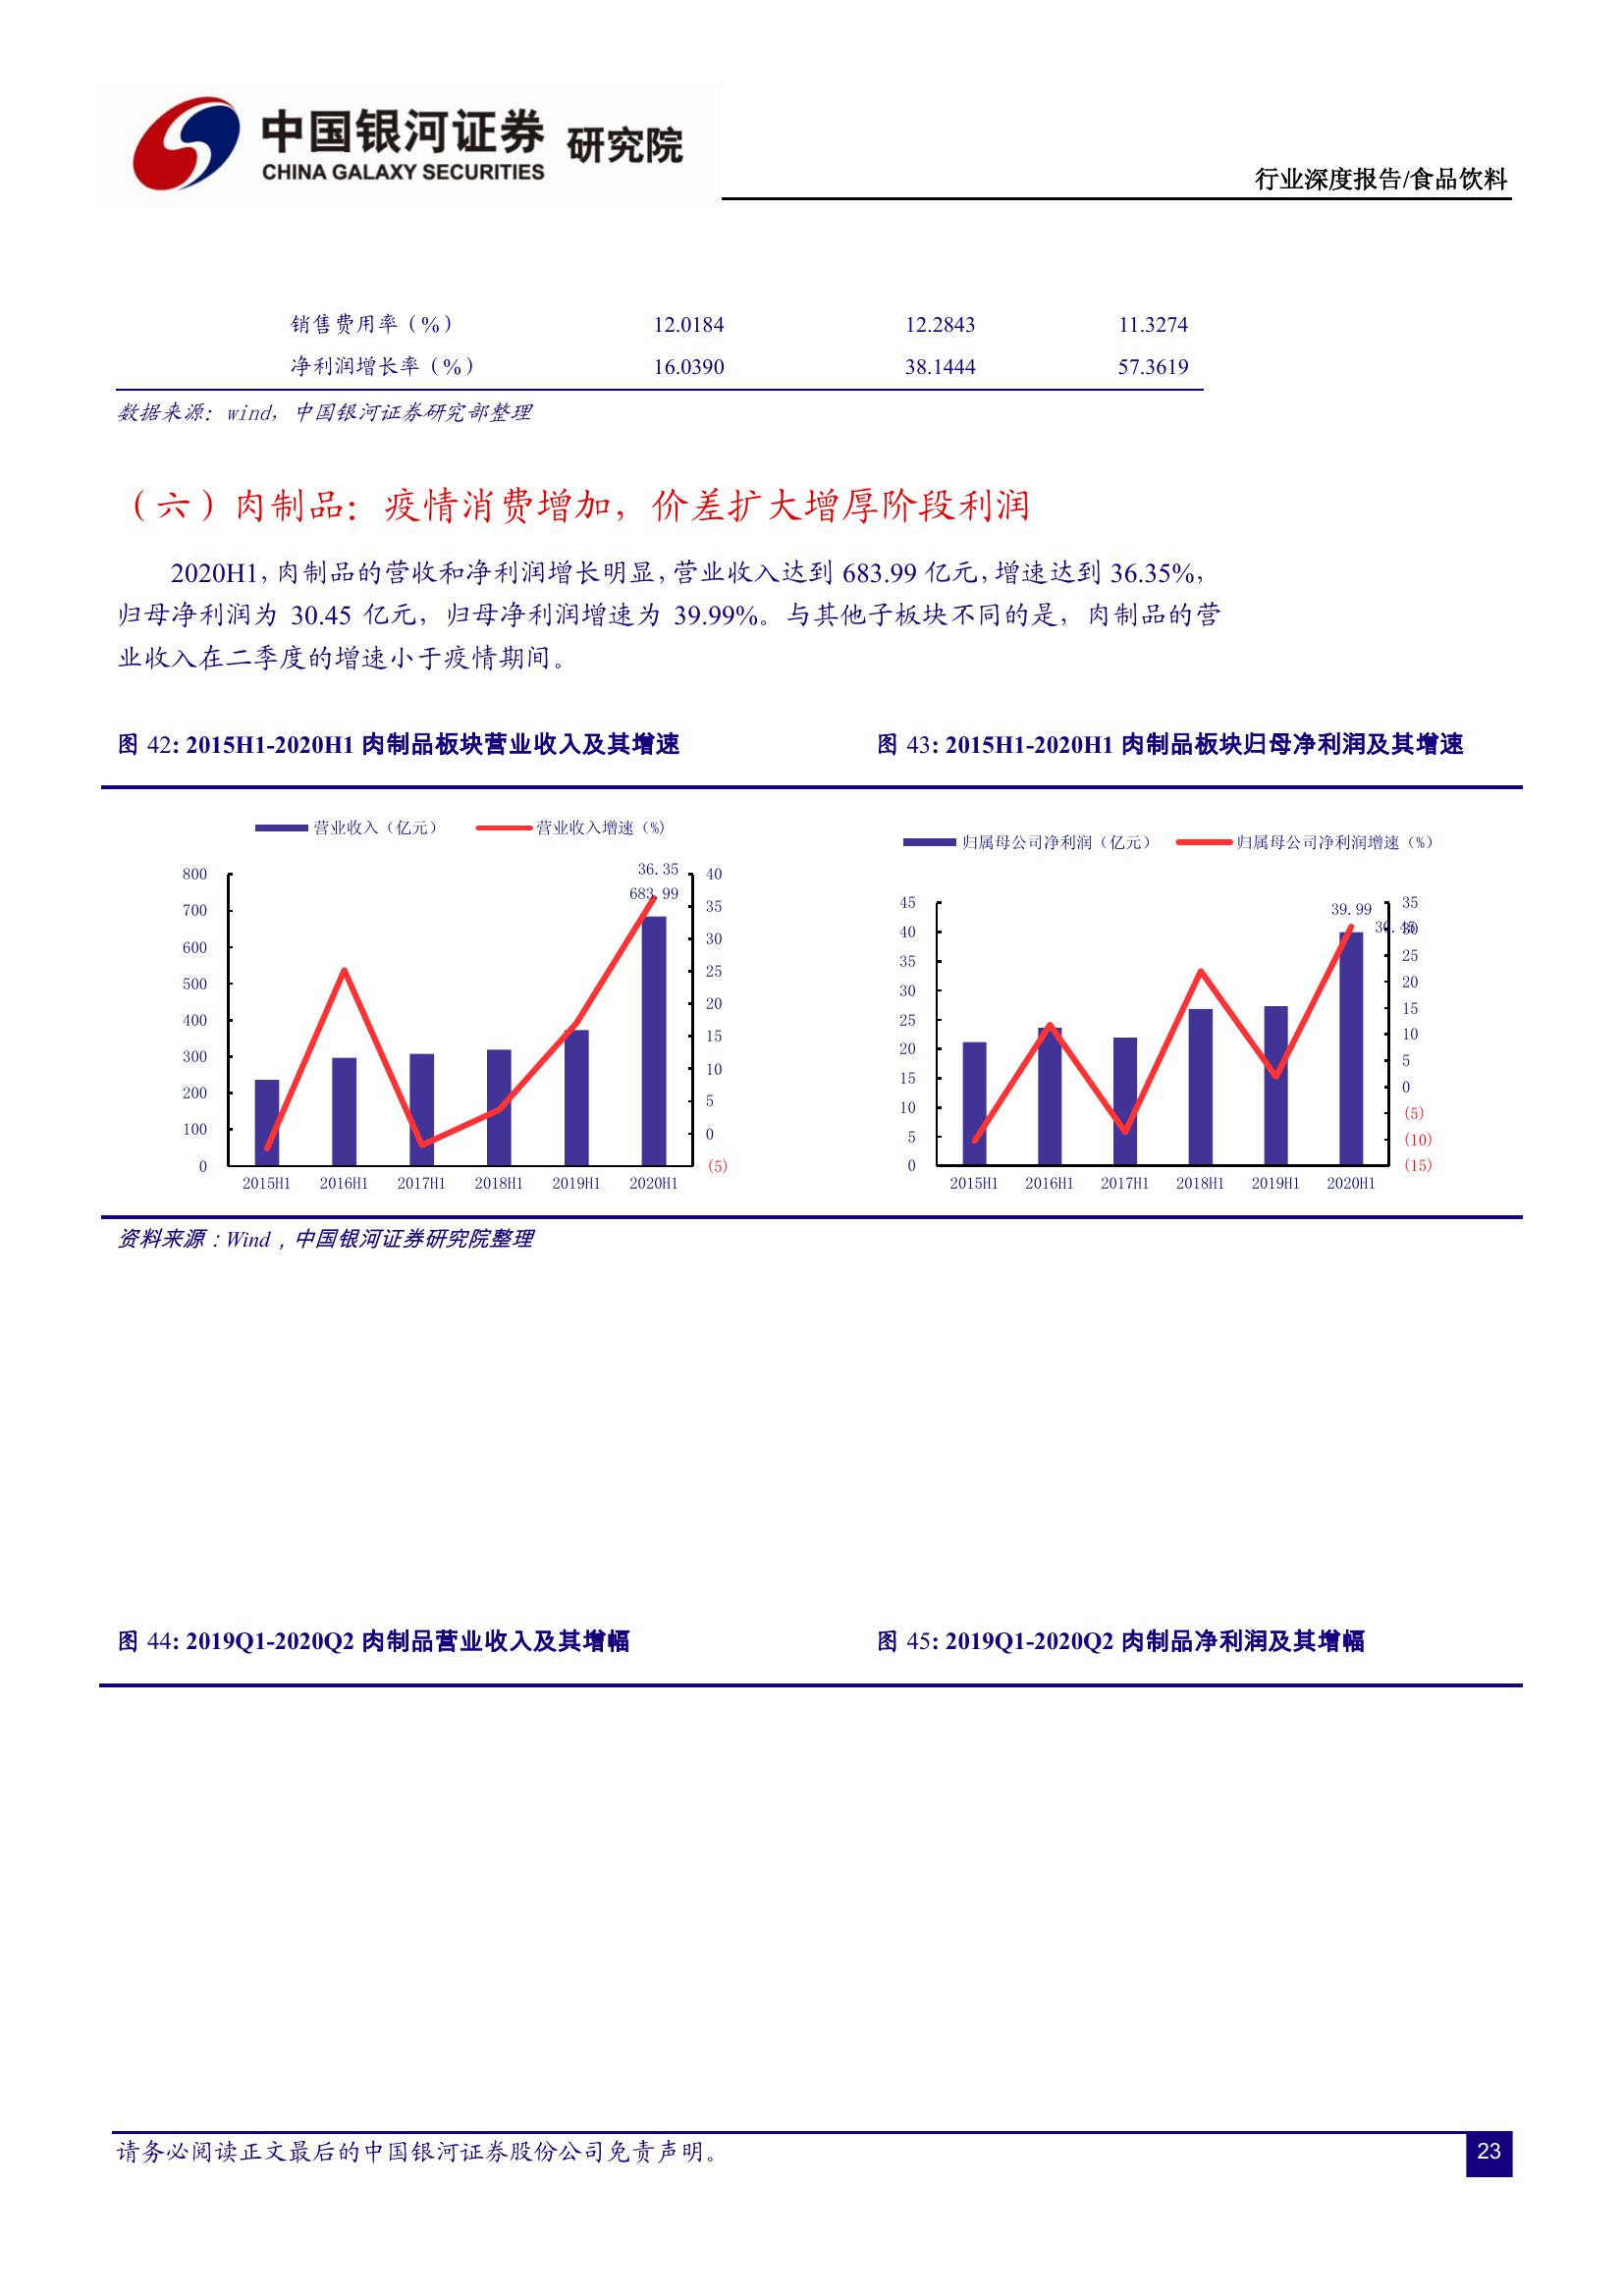 中国银河证券 研究院
CHINA GALAXY SECURITIES
行业深度报告/食品饮料
销售费用率（%） 12.0184 12.2843 11.3274
净利润增长率（%） 16.0390 38.1444 57.3619
数据来源：wind，中国银河证券研究部整理
（六）肉制品：疫情消费增加，价差扩大增厚阶段利润
2020H1，肉制品的营收和净利润增长明显，营业收入达到 683.99 亿元，增速达到 36.35%，
归母净利润为 30.45 亿元，归母净利润增速为 39.99%。与其他子板块不同的是，肉制品的营
业收入在二季度的增速小于疫情期间。
图 42: 2015H1-2020H1 肉制品板块营业收入及其增速
营业收入（亿元） 营业收入增速（%）
36.35
683.99
800
700
600
500
400
300
200
100
0
40
35
30
25
20
15
10
5
0
(5)
2015H1 2016H1 2017H1 2018H1 2019H1 2020H1
图 43: 2015H1-2020H1 肉制品板块归母净利润及其增速
归属母公司净利润（亿元） 归属母公司净利润增速（%）
39.99
30.45
45
40
35
30
25
20
15
10
5
0
35
30
25
20
15
10
5
0
(5)
(10)
(15)
2015H1 2016H1 2017H1 2018H1 2019H1 2020H1
资料来源：Wind，中国银河证券研究院整理
图 44: 2019Q1-2020Q2 肉制品营业收入及其增幅
图 45: 2019Q1-2020Q2 肉制品净利润及其增幅
请务必阅读正文最后的中国银河证券股份公司免责声明。
23